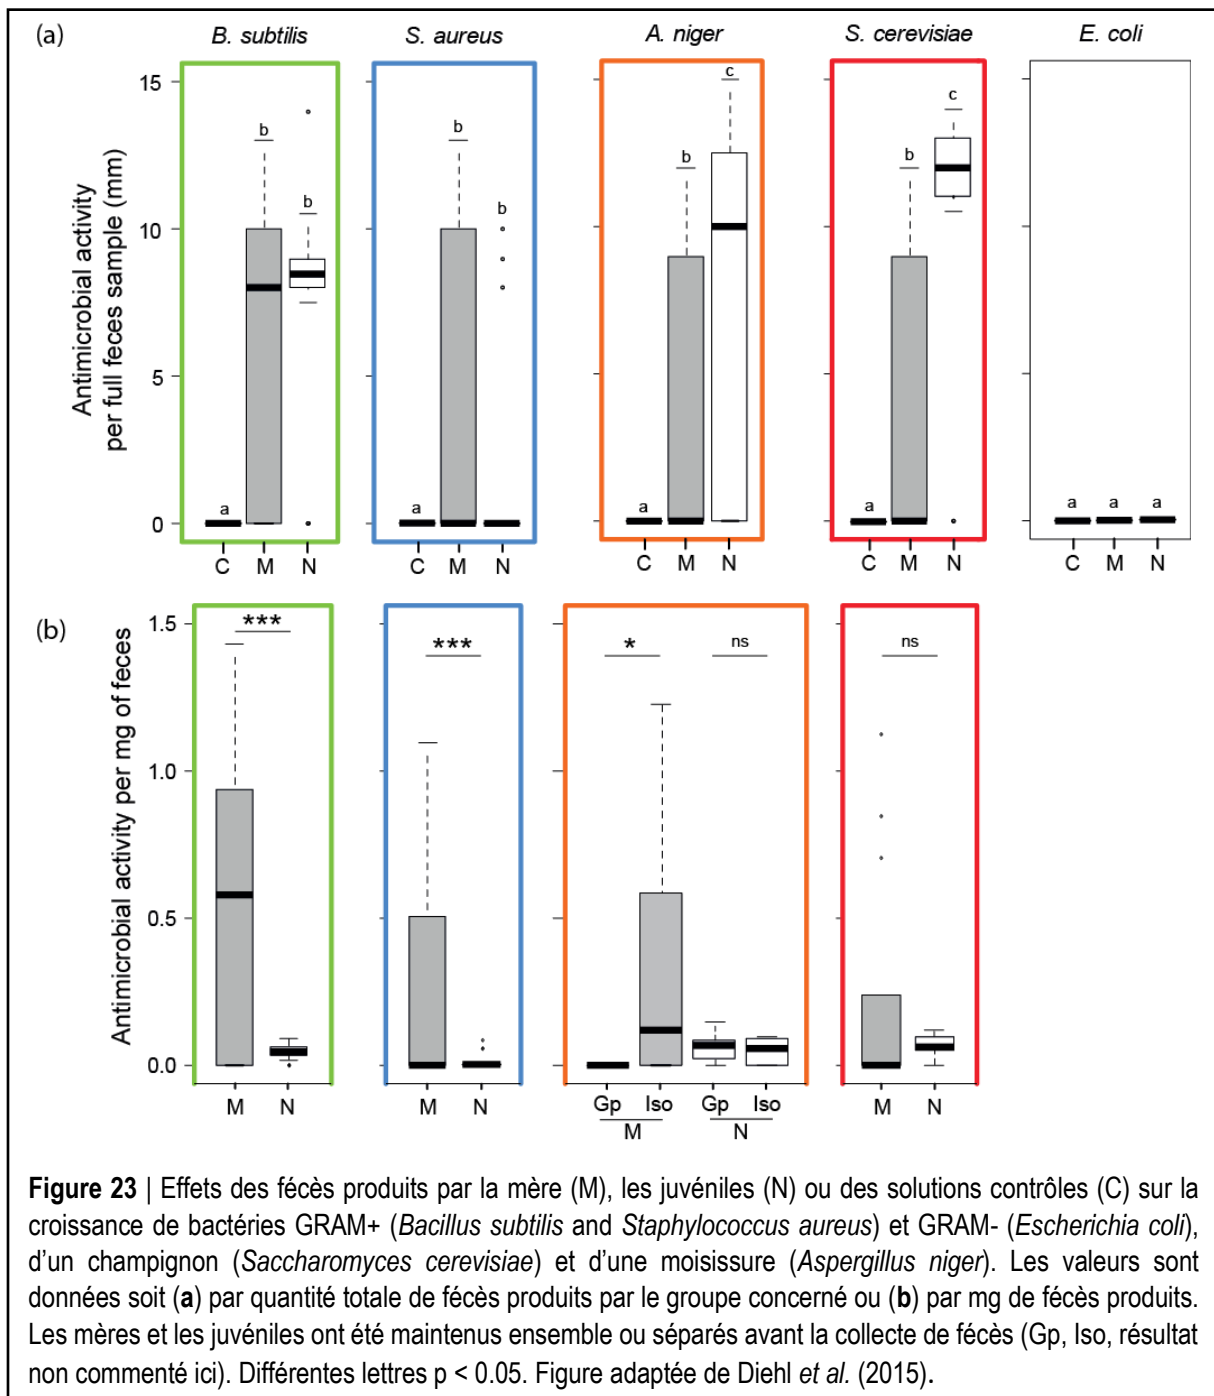 (a)
B. subtilis
S. aureus
A. niger
S. cerevisiae
E. coli
Antimicrobial activity
per full feces sample (mm)
15
10
5
0
a b b
a b b
a b c
a b c
a a a
C M N
C M N
C M N
C M N
C M N
(b)
Antimicrobial activity per mg of feces
1.5
1.0
0.5
0.0
***
***
* ns
ns
M N
M N
Gp Iso Gp Iso
M N
M N
Figure 23 | Effets des fécès produits par la mère (M), les juvéniles (N) ou des solutions contrôles (C) sur la
croissance de bactéries GRAM+ (Bacillus subtilis and Staphylococcus aureus) et GRAM- (Escherichia coli),
d'un champignon (Saccharomyces cerevisiae) et d'une moisissure (Aspergillus niger). Les valeurs sont
données soit (a) par quantité totale de fécès produits par le groupe concerné ou (b) par mg de fécès produits.
Les mères et les juvéniles ont été maintenus ensemble ou séparés avant la collecte de fécès (Gp, Iso, résultat
non commenté ici). Différentes lettres p < 0.05. Figure adaptée de Diehl et al. (2015).